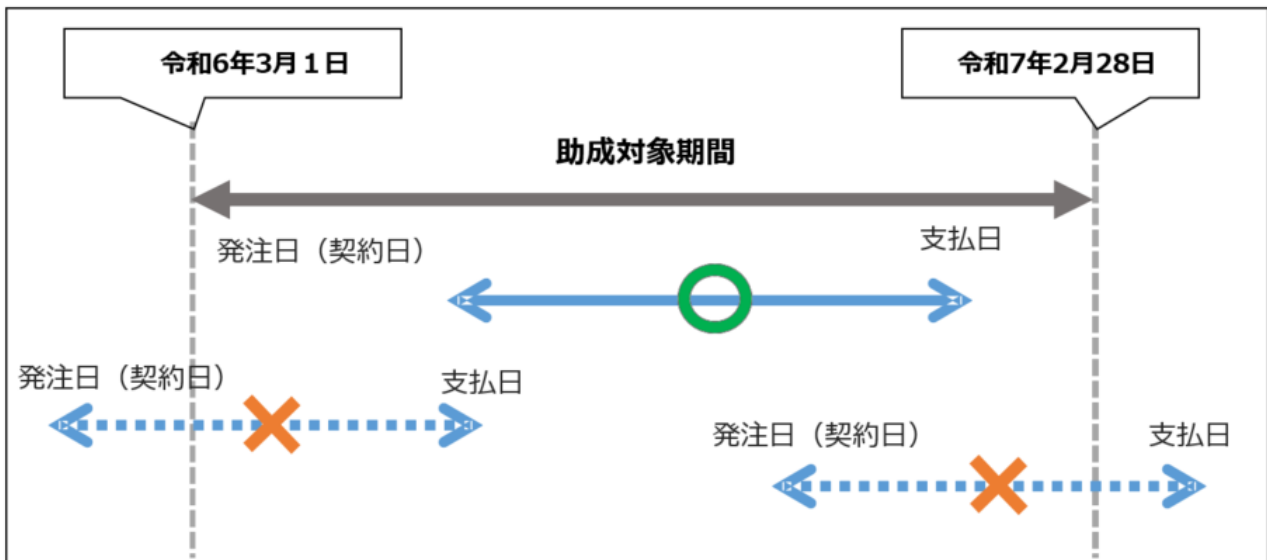 令和6年3月１日
令和7年2月28日
助成対象期間
発注日（契約日）
支払日
発注日（契約日）
支払日
発注日（契約日）
支払日